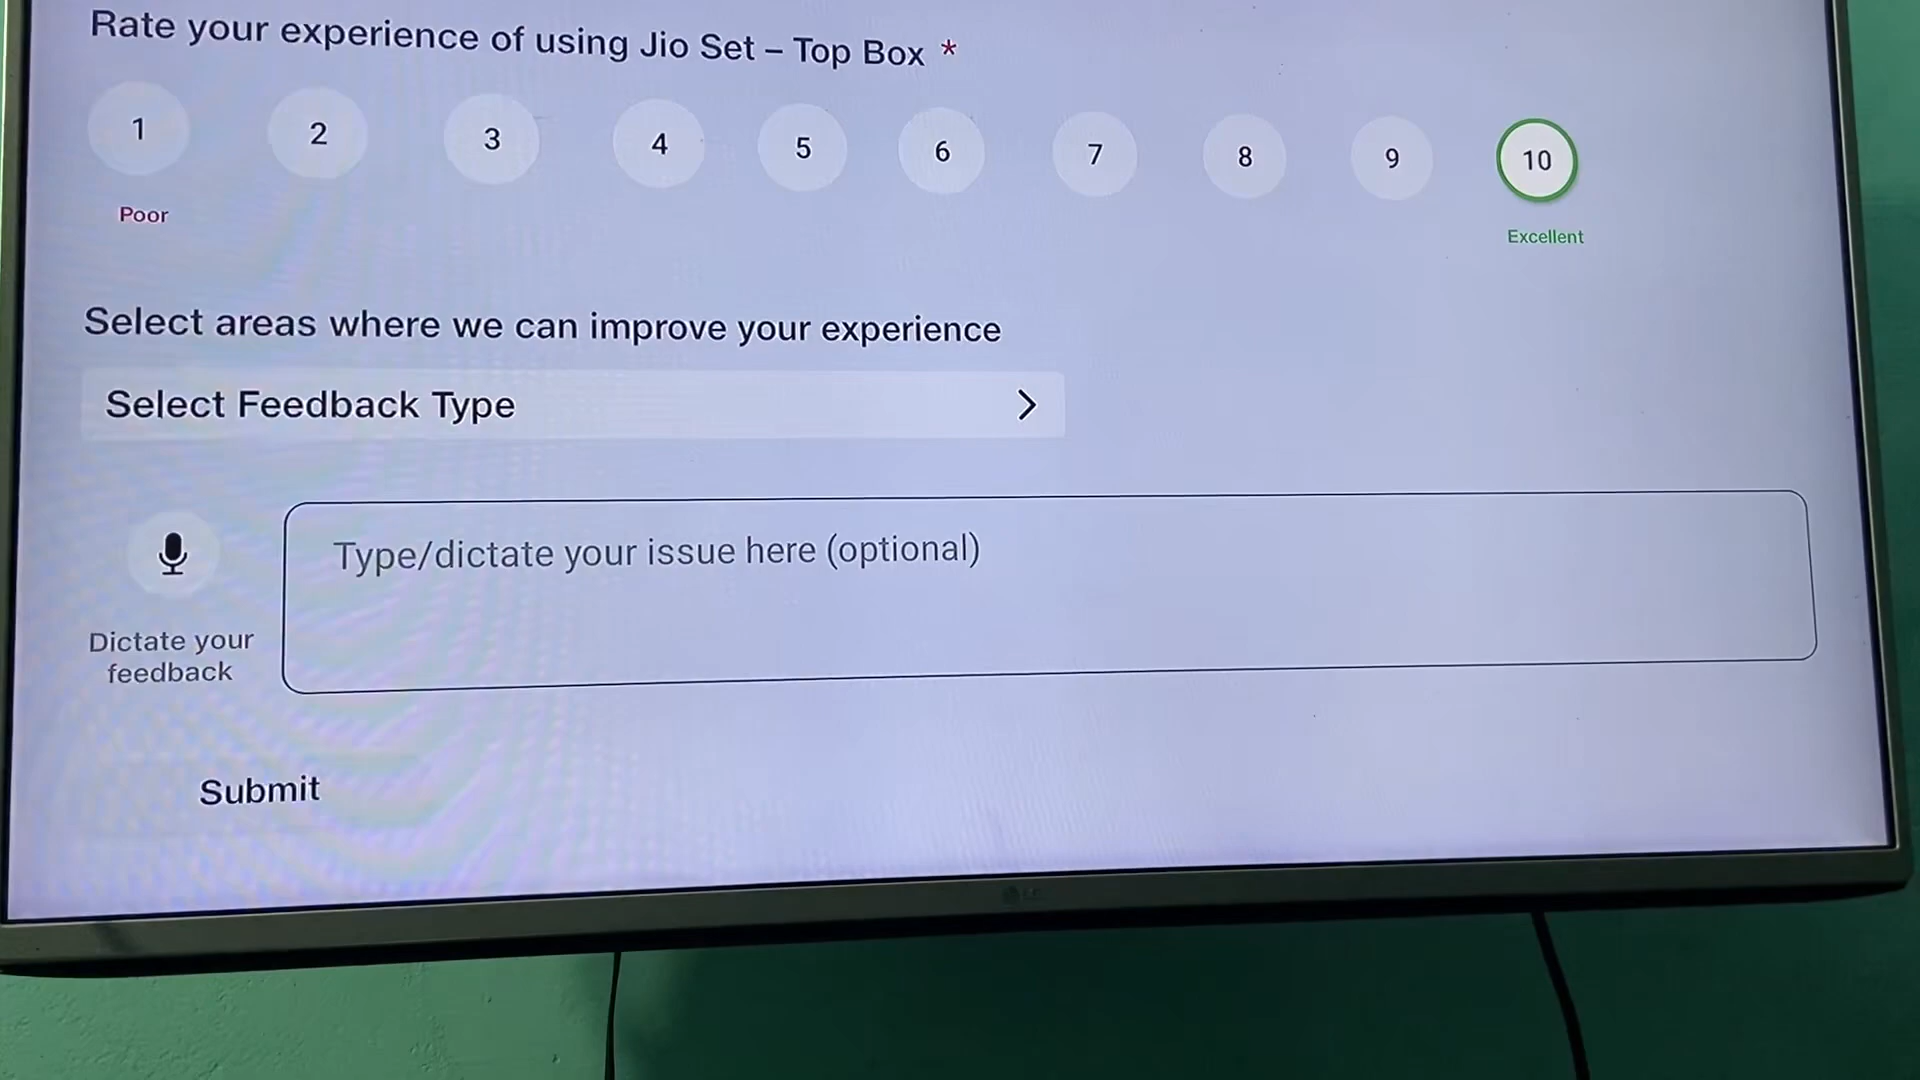 Rate your experience of using Jio Set – Top Box *
1 2 3 4 5 6 7 8 9 10
Poor Excellent
Select areas where we can improve your experience
Select Feedback Type
Type/dictate your issue here (optional)
Dictate your
feedback
Submit
LG